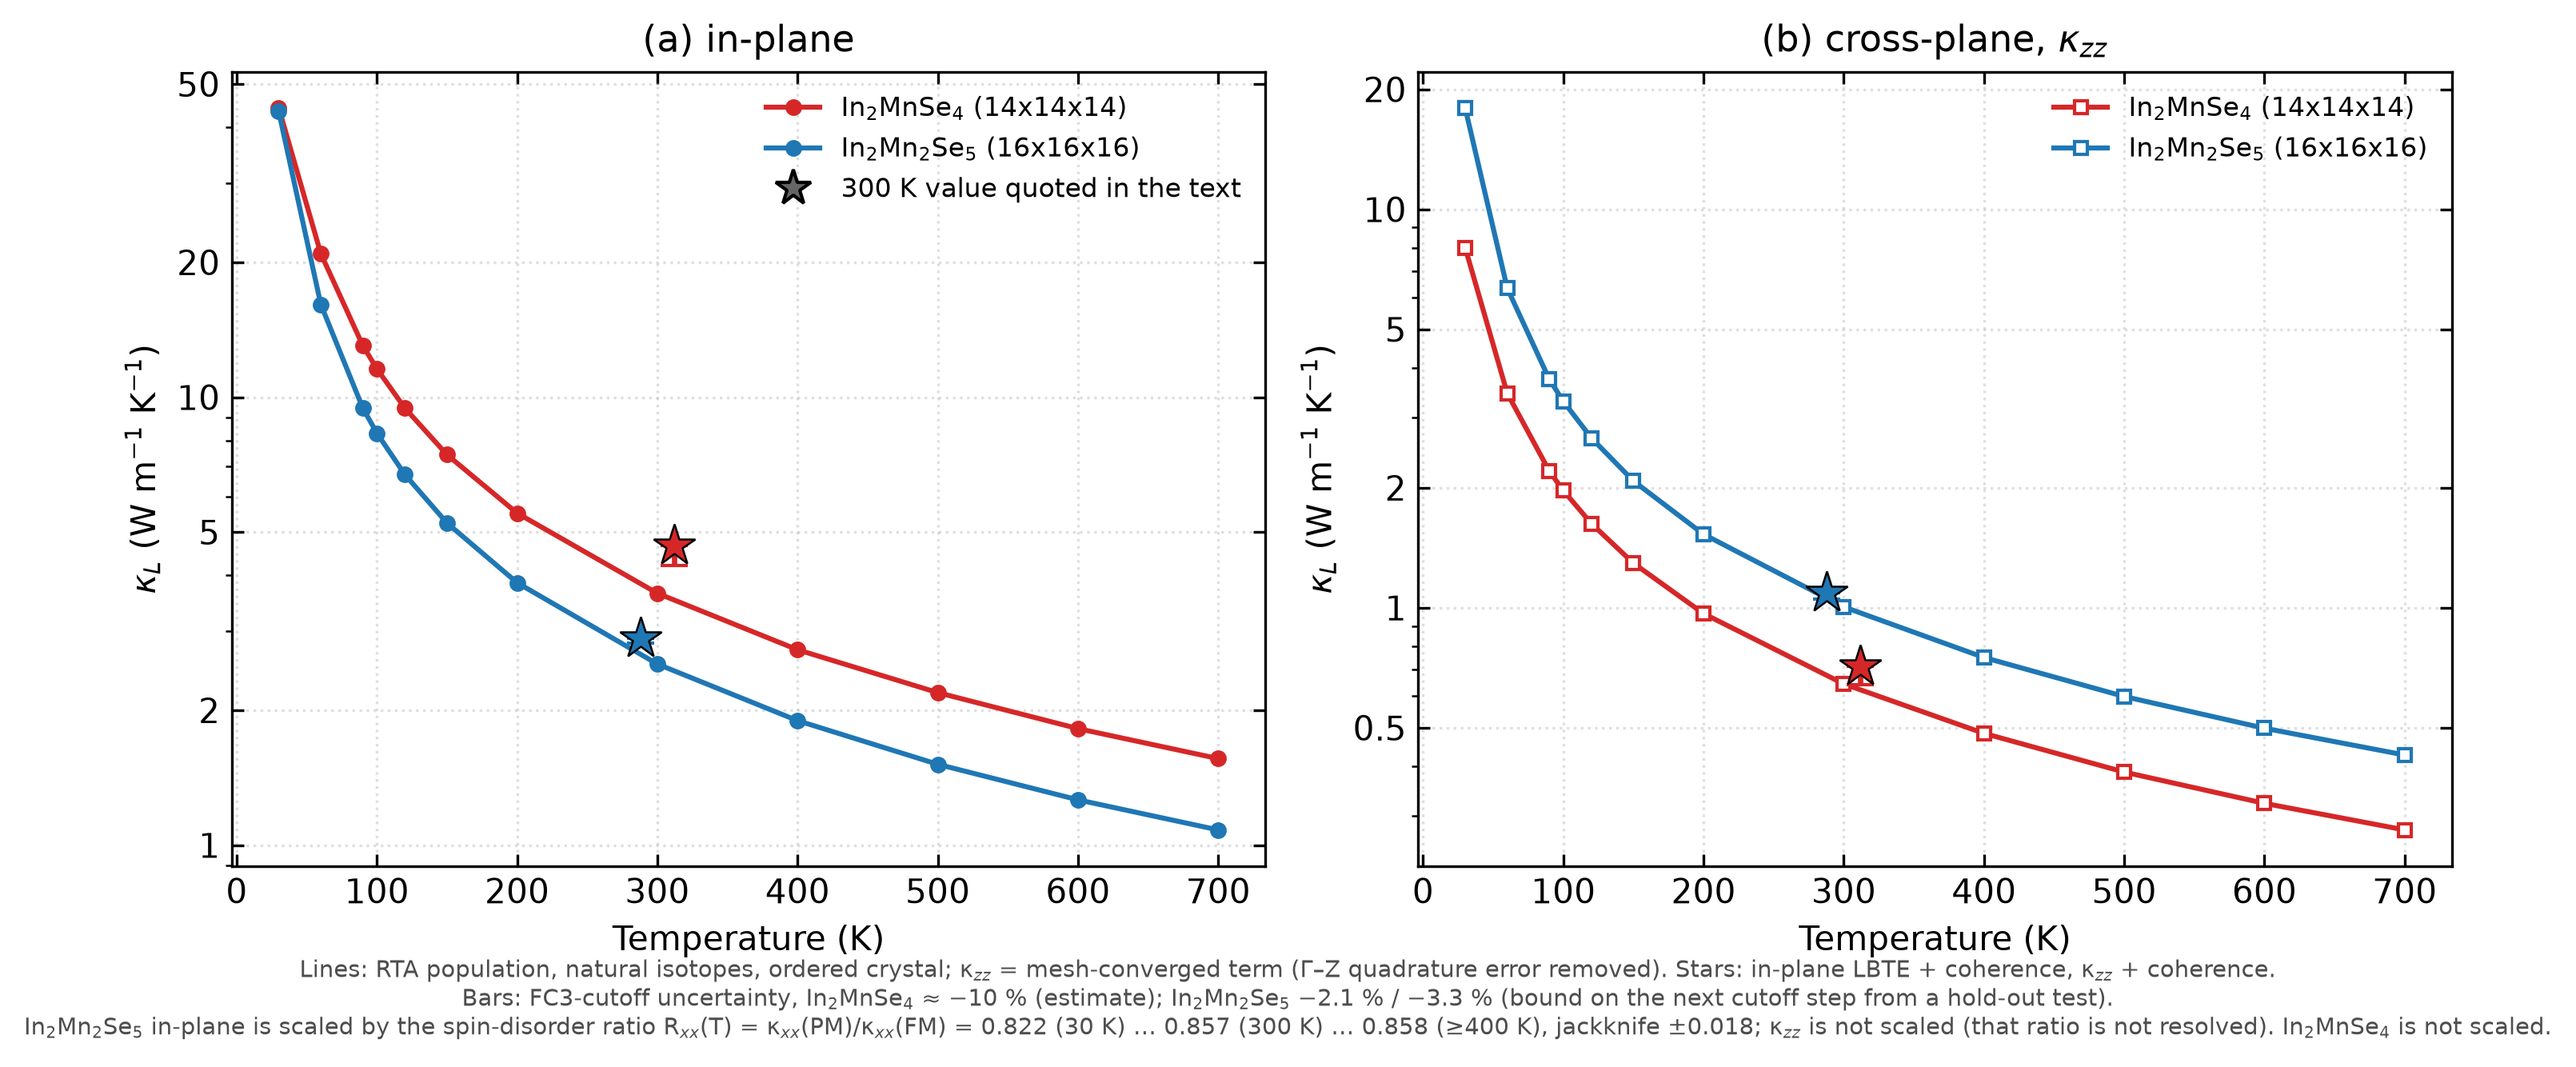 (a) in-plane
50
20
10
5
2
1
κL (W m−1 K−1)
In2MnSe4 (14x14x14)
In2Mn2Se5 (16x16x16)
300 K value quoted in the text
0 100 200 300 400 500 600 700
Temperature (K)
(b) cross-plane, κzz
20
10
5
2
1
0.5
κL (W m−1 K−1)
In2MnSe4 (14x14x14)
In2Mn2Se5 (16x16x16)
0 100 200 300 400 500 600 700
Temperature (K)
Lines: RTA population, natural isotopes, ordered crystal; κzz = mesh-converged term (Γ–Z quadrature error removed). Stars: in-plane LBTE + coherence, κzz + coherence.
Bars: FC3-cutoff uncertainty, In2MnSe4 ≈ −10 % (estimate); In2Mn2Se5 −2.1 % / −3.3 % (bound on the next cutoff step from a hold-out test).
In2Mn2Se5 in-plane is scaled by the spin-disorder ratio Rxx(T) = κxx(PM)/κxx(FM) = 0.822 (30 K) ... 0.857 (300 K) ... 0.858 (≥400 K), jackknife ±0.018; κzz is not scaled (that ratio is not resolved). In2MnSe4 is not scaled.